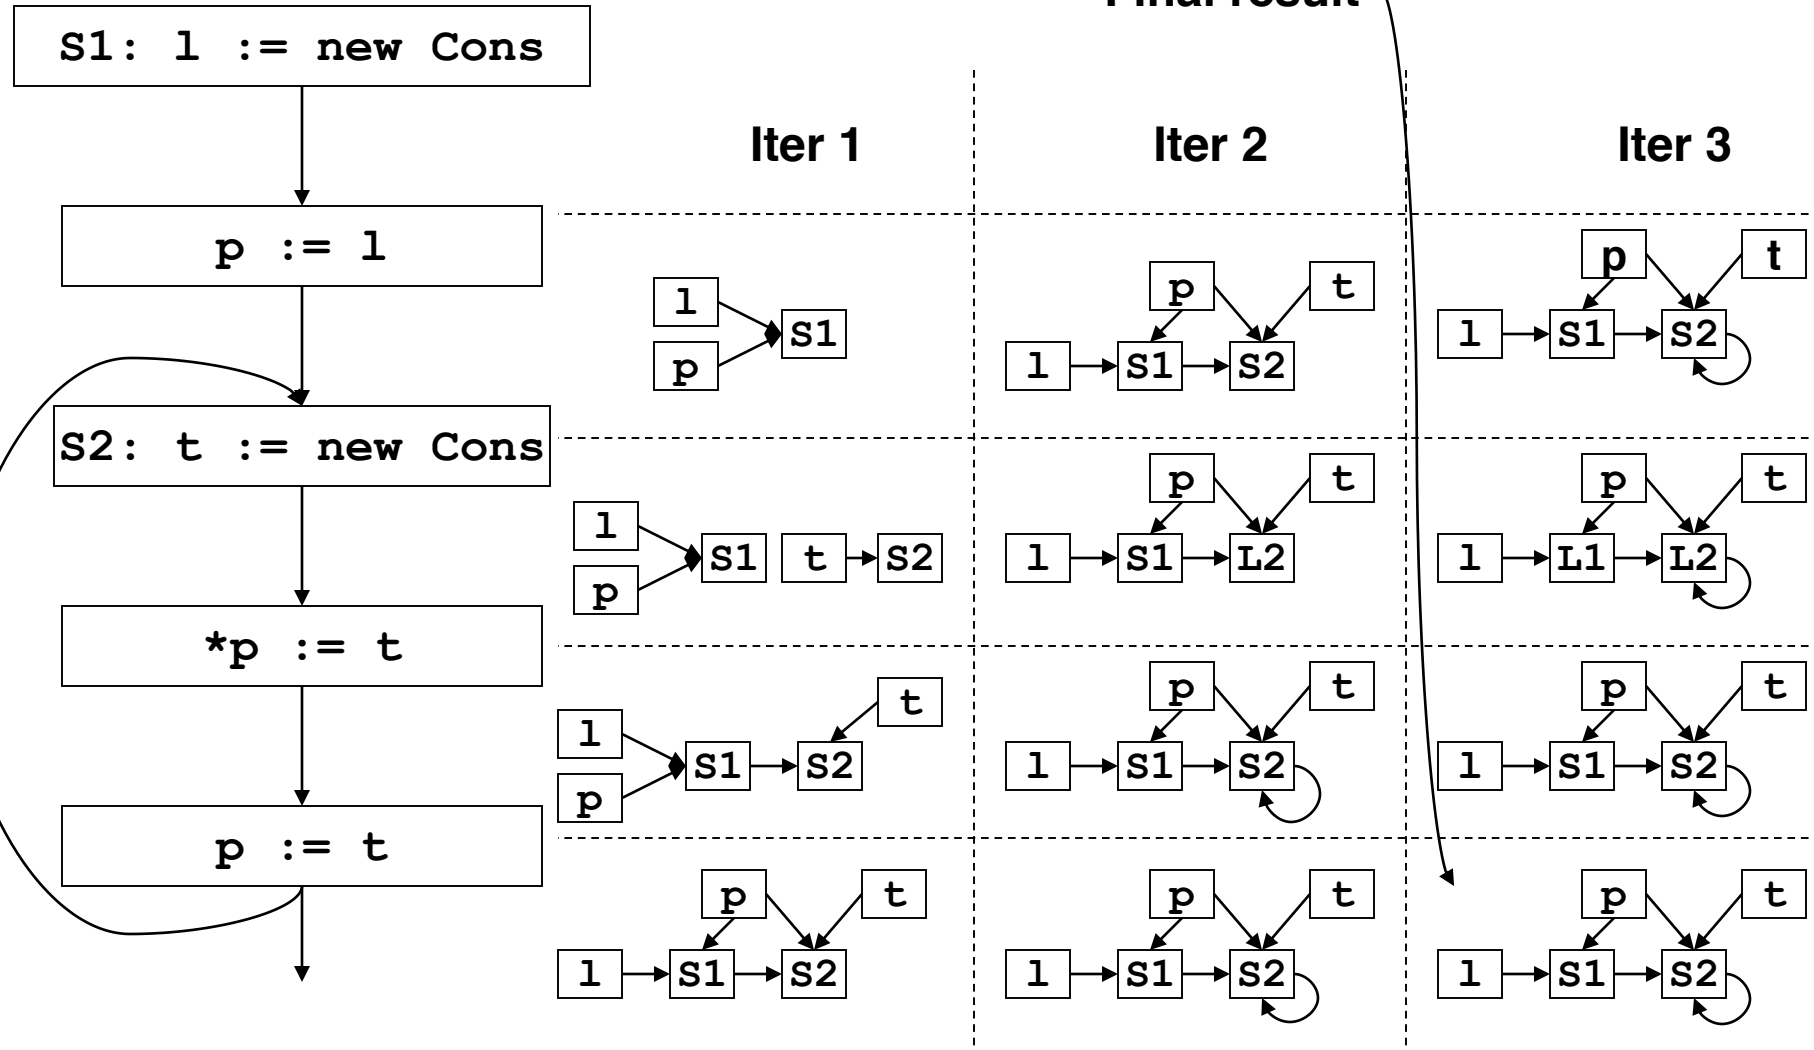 Final result
S1: l := new Cons
Iter 1
Iter 2
Iter 3
p := l
l
p
S1
p
t
l
S1
S2
p
t
l
S1
S2
S2: t := new Cons
l
p
S1
t
S2
p
t
l
S1
L2
p
t
l
L1
L2
*p := t
l
p
S1
S2
t
p
t
l
S1
S2
p
t
l
S1
S2
p := t
p
t
l
S1
S2
p
t
l
S1
S2
p
t
l
S1
S2